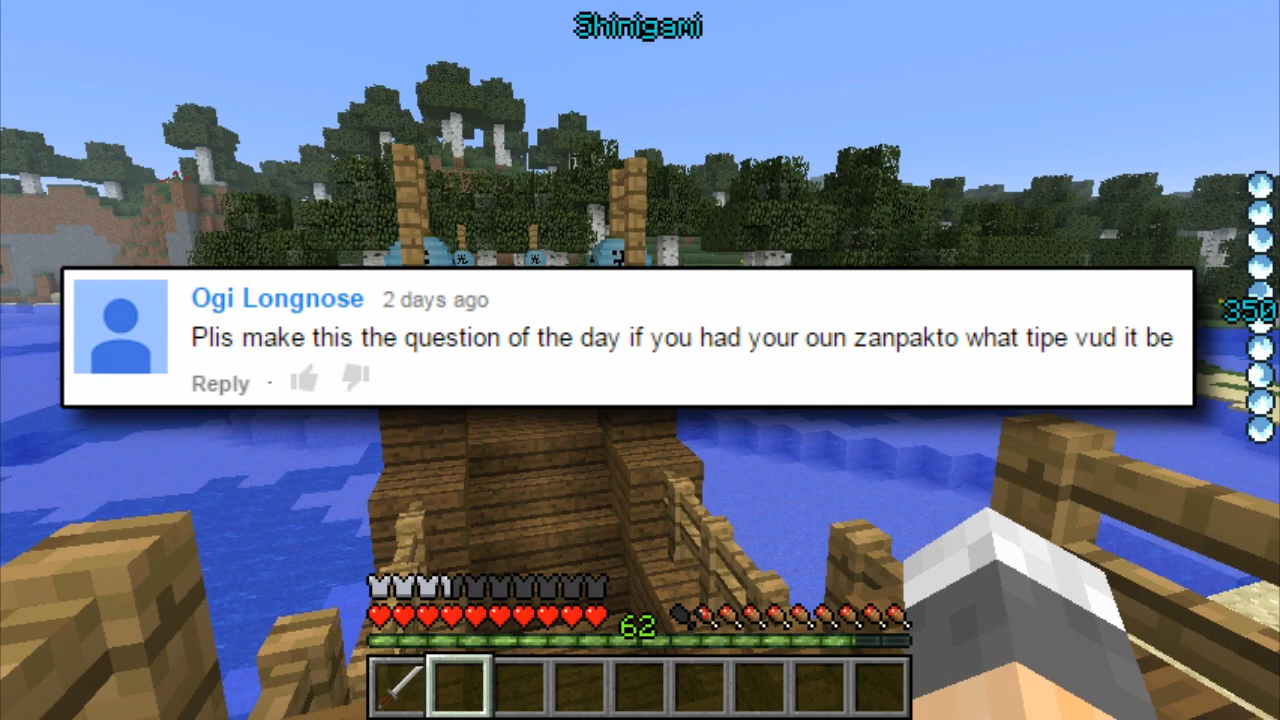 Shinigami
Ogi Longnose 2 days ago
Plis make this the question of the day if you had your oun zanpakto what tipe vud it be
Reply ·
350
62